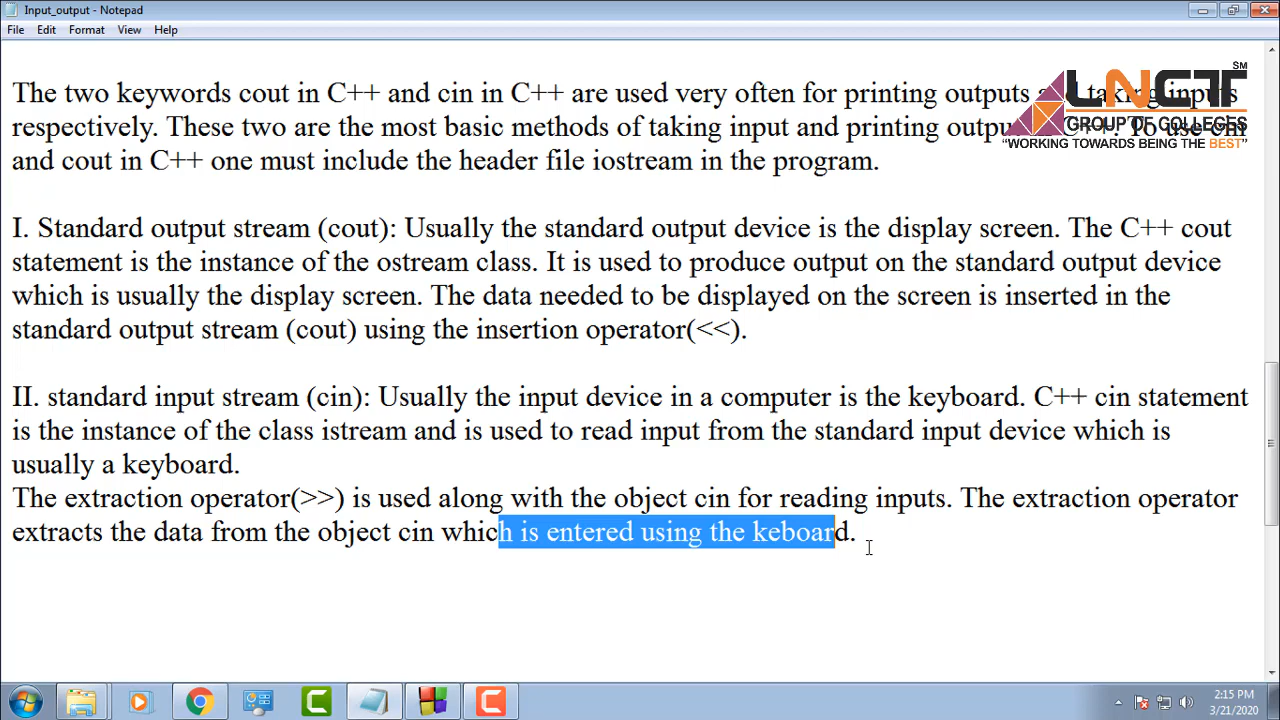 Input_output - Notepad
File Edit Format View Help
The two keywords cout in C++ and cin in C++ are used very often for printing outputs and taking inputs
respectively. These two are the most basic methods of taking input and printing output in C++. To use cin
and cout in C++ one must include the header file iostream in the program.
SM
LNCT
GROUP OF COLLEGES
“WORKING TOWARDS BEING THE BEST”
I. Standard output stream (cout): Usually the standard output device is the display screen. The C++ cout
statement is the instance of the ostream class. It is used to produce output on the standard output device
which is usually the display screen. The data needed to be displayed on the screen is inserted in the
standard output stream (cout) using the insertion operator(<<).
II. standard input stream (cin): Usually the input device in a computer is the keyboard. C++ cin statement
is the instance of the class istream and is used to read input from the standard input device which is
usually a keyboard.
The extraction operator(>>) is used along with the object cin for reading inputs. The extraction operator
extracts the data from the object cin which is entered using the keboard.
2:15 PM
3/21/2020